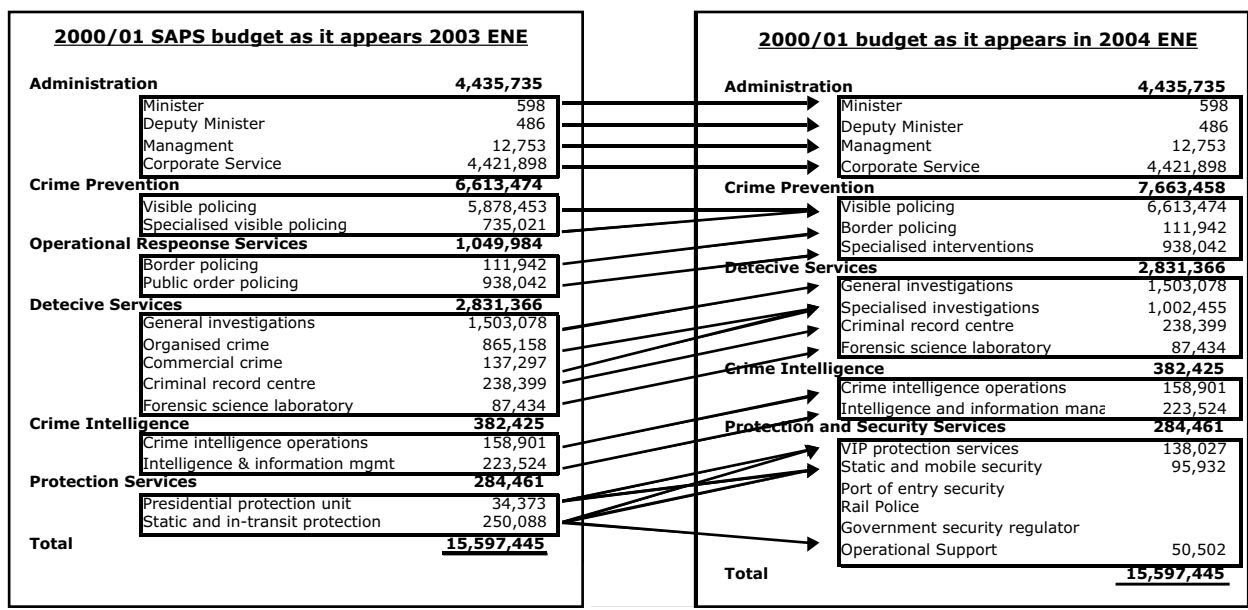 2000/01 SAPS budget as it appears 2003 ENE
Administration 4,435,735
Minister 598
Deputy Minister 486
Managment 12,753
Corporate Service 4,421,898
Crime Prevention 6,613,474
Visible policing 5,878,453
Specialised visible policing 735,021
Operational Respeonse Services 1,049,984
Border policing 111,942
Public order policing 938,042
Detecive Services 2,831,366
General investigations 1,503,078
Organised crime 865,158
Commercial crime 137,297
Criminal record centre 238,399
Forensic science laboratory 87,434
Crime Intelligence 382,425
Crime intelligence operations 158,901
Intelligence & information mgmt 223,524
Protection Services 284,461
Presidential protection unit 34,373
Static and in-transit protection 250,088
Total 15,597,445
2000/01 budget as it appears in 2004 ENE
Administration 4,435,735
Minister 598
Deputy Minister 486
Managment 12,753
Corporate Service 4,421,898
Crime Prevention 7,663,458
Visible policing 6,613,474
Border policing 111,942
Specialised interventions 938,042
Detecive Services 2,831,366
General investigations 1,503,078
Specialised investigations 1,002,455
Criminal record centre 238,399
Forensic science laboratory 87,434
Crime Intelligence 382,425
Crime intelligence operations 158,901
Intelligence and information mana 223,524
Protection and Security Services 284,461
VIP protection services 138,027
Static and mobile security 95,932
Port of entry security
Rail Police
Government security regulator
Operational Support 50,502
Total 15,597,445